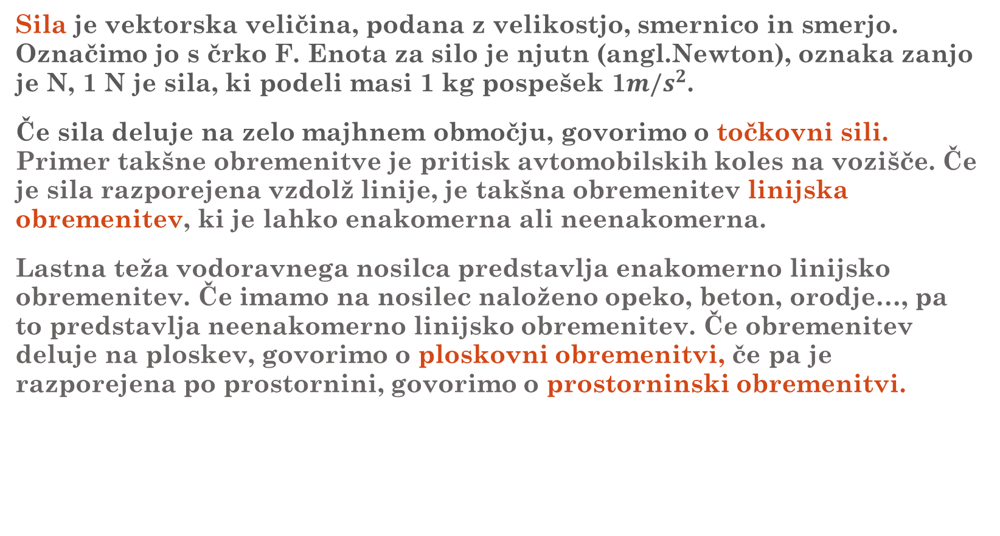 Sila je vektorska veličina, podana z velikostjo, smernico in smerjo.
Označimo jo s črko F. Enota za silo je njutn (angl.Newton), oznaka zanjo
je N, 1 N je sila, ki podeli masi 1 kg pospešek 1m/s².
Če sila deluje na zelo majhnem območju, govorimo o točkovni sili.
Primer takšne obremenitve je pritisk avtomobilskih koles na vozišče. Če
je sila razporejena vzdolž linije, je takšna obremenitev linijska
obremenitev, ki je lahko enakomerna ali neenakomerna.
Lastna teža vodoravnega nosilca predstavlja enakomerno linijsko
obremenitev. Če imamo na nosilec naloženo opeko, beton, orodje…, pa
to predstavlja neenakomerno linijsko obremenitev. Če obremenitev
deluje na ploskev, govorimo o ploskovni obremenitvi, če pa je
razporejena po prostornini, govorimo o prostorninski obremenitvi.